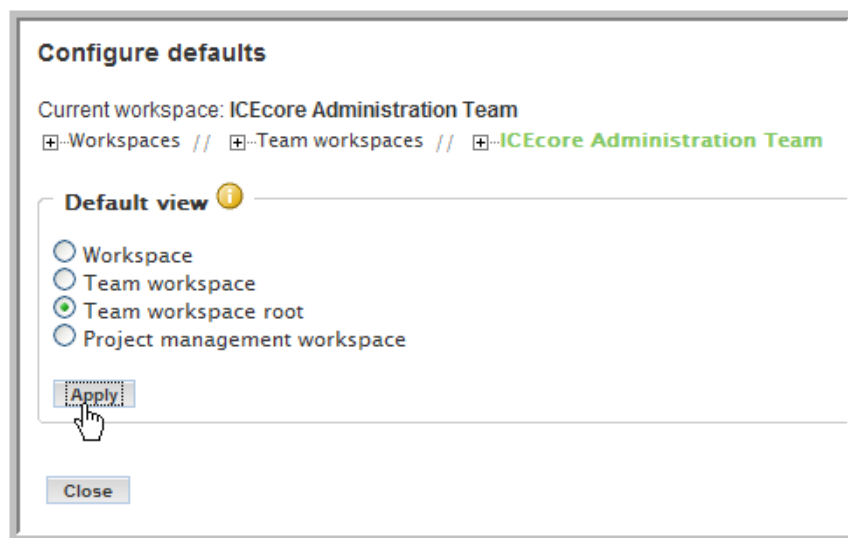 Configure defaults
Current workspace: ICEcore Administration Team
Workspaces // Team workspaces // ICEcore Administration Team
Default view
Workspace
Team workspace
Team workspace root
Project management workspace
Apply
Close